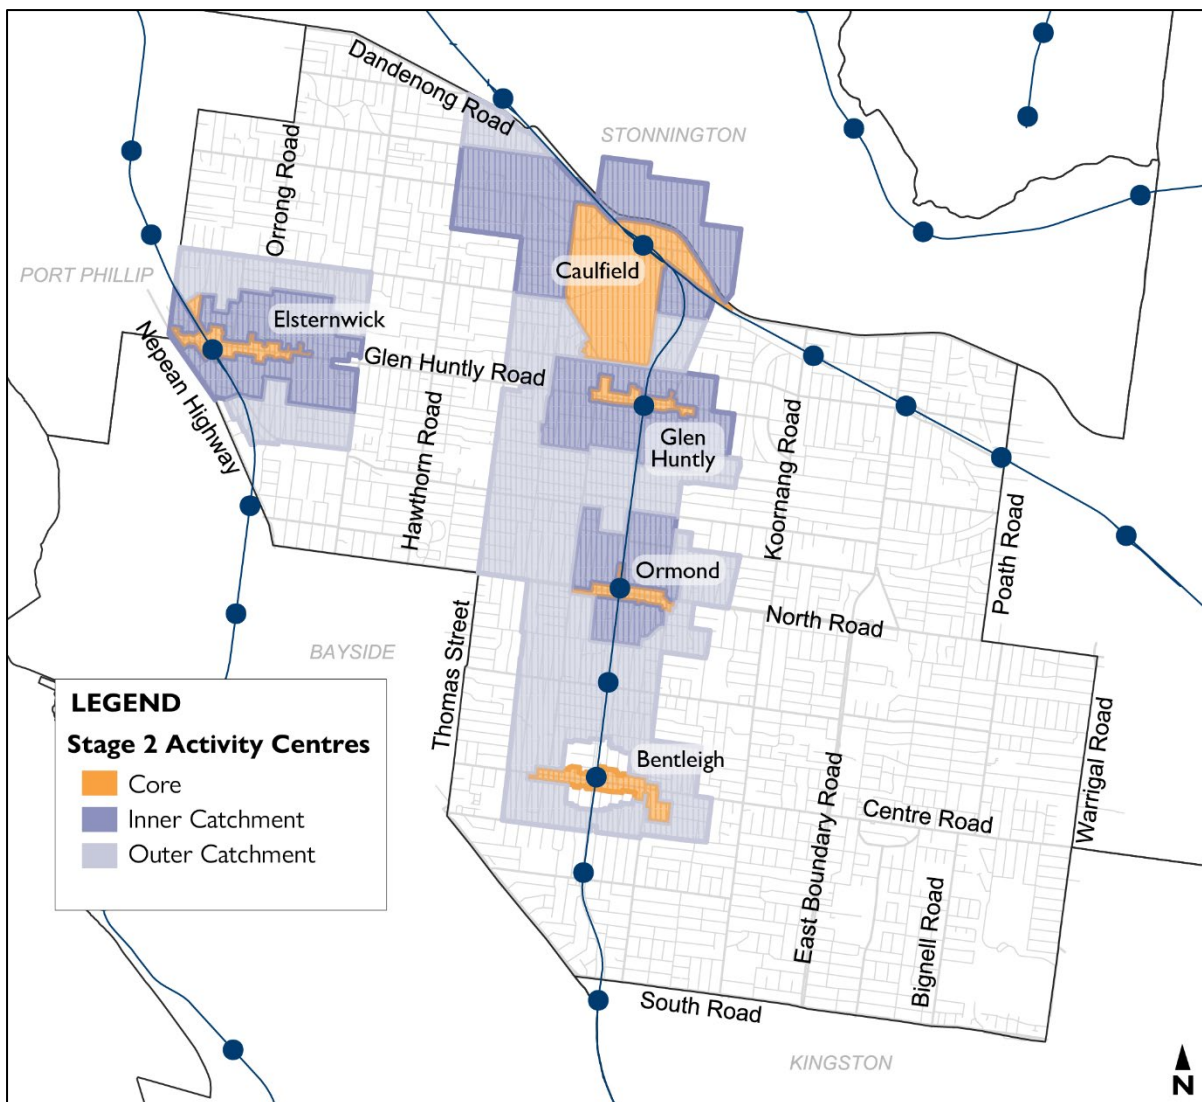 Dandenong Road
STONNINGTON
Orrong Road
Caulfield
PORT PHILLIP
Elsternwick
Nepean Highway
Glen Huntly Road
Hawthorn Road
Glen
Huntly
Koornang Road
Poath Road
Ormond
North Road
Thomas Street
BAYSIDE
LEGEND
Stage 2 Activity Centres
Core
Inner Catchment
Outer Catchment
Bentleigh
East Boundary Road
Centre Road
Warrigal Road
Bignell Road
South Road
KINGSTON
N